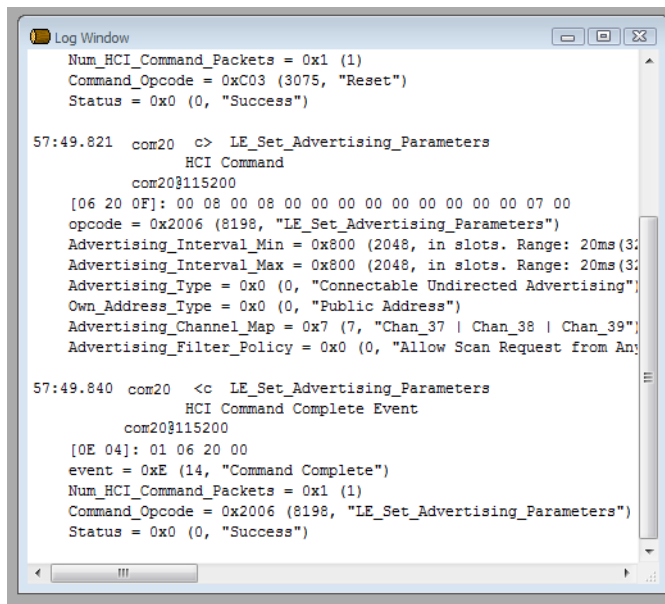 Log Window
Num_HCI_Command_Packets = 0x1 (1)
Command_Opcode = 0xC03 (3075, "Reset")
Status = 0x0 (0, "Success")
57:49.821 com20 c> LE_Set_Advertising_Parameters
HCI Command
com20@115200
[06 20 0F]: 00 08 00 08 00 00 00 00 00 00 00 00 00 07 00
opcode = 0x2006 (8198, "LE_Set_Advertising_Parameters")
Advertising_Interval_Min = 0x800 (2048, in slots. Range: 20ms(32
Advertising_Interval_Max = 0x800 (2048, in slots. Range: 20ms(32
Advertising_Type = 0x0 (0, "Connectable Undirected Advertising")
Own_Address_Type = 0x0 (0, "Public Address")
Advertising_Channel_Map = 0x7 (7, "Chan_37 | Chan_38 | Chan_39")
Advertising_Filter_Policy = 0x0 (0, "Allow Scan Request from Any
57:49.840 com20 <c LE_Set_Advertising_Parameters
HCI Command Complete Event
com20@115200
[0E 04]: 01 06 20 00
event = 0xE (14, "Command Complete")
Num_HCI_Command_Packets = 0x1 (1)
Command_Opcode = 0x2006 (8198, "LE_Set_Advertising_Parameters")
Status = 0x0 (0, "Success")